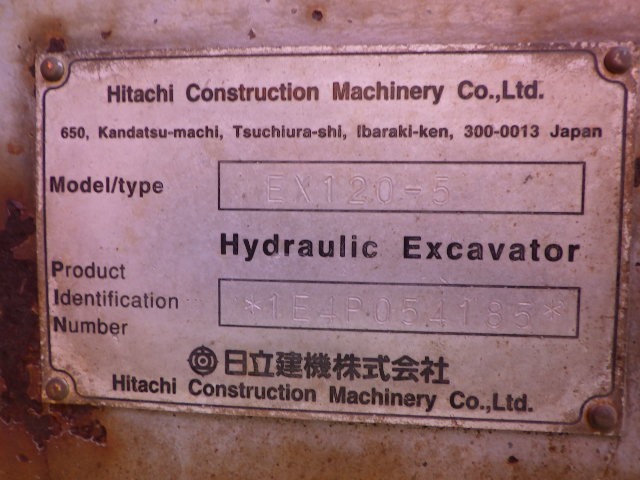 Hitachi Construction Machinery Co.,Ltd.
650, Kandatsu-machi, Tsuchiura-shi, Ibaraki-ken, 300-0013 Japan
Model/type EX120-5
Hydraulic Excavator
Product
Identification *1E4P054185*
Number
日立建機株式会社
Hitachi Construction Machinery Co.,Ltd.